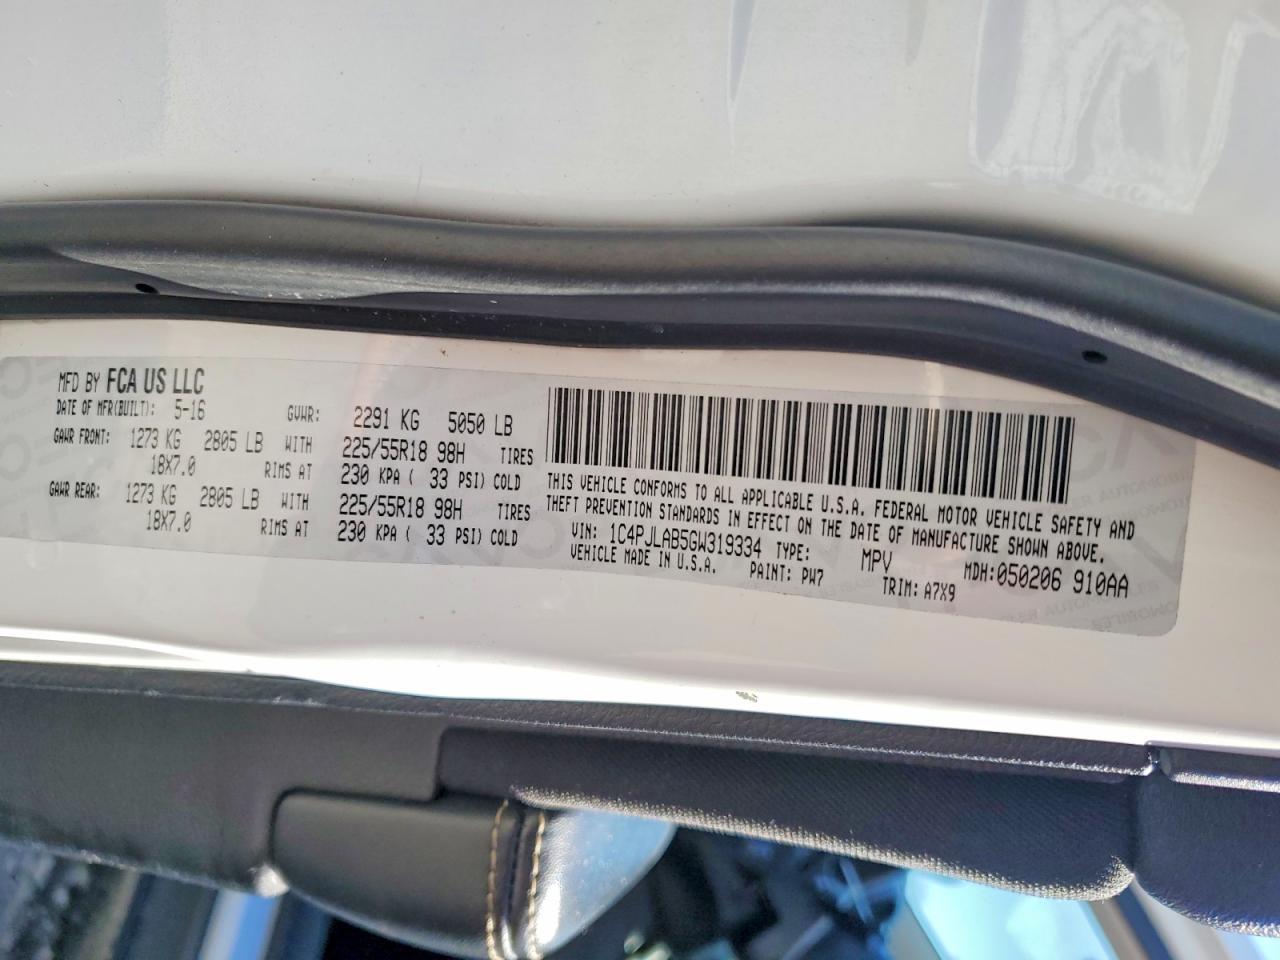 MFD BY FCA US LLC
DATE OF MFR(BUILT): 5-16 GVWR: 2291 KG 5050 LB
GAWR FRONT: 1273 KG 2805 LB WITH 225/55R18 98H TIRES
18X7.0 RIMS AT 230 KPA ( 33 PSI) COLD
GAWR REAR: 1273 KG 2805 LB WITH 225/55R18 98H TIRES
18X7.0 RIMS AT 230 KPA ( 33 PSI) COLD
THIS VEHICLE CONFORMS TO ALL APPLICABLE U.S.A. FEDERAL MOTOR VEHICLE SAFETY AND
THEFT PREVENTION STANDARDS IN EFFECT ON THE DATE OF MANUFACTURE SHOWN ABOVE.
VIN: 1C4PJLAB5GW319334 TYPE: MPV MDH:050206 910AA
VEHICLE MADE IN U.S.A. PAINT: PW7 TRIM: A7X9